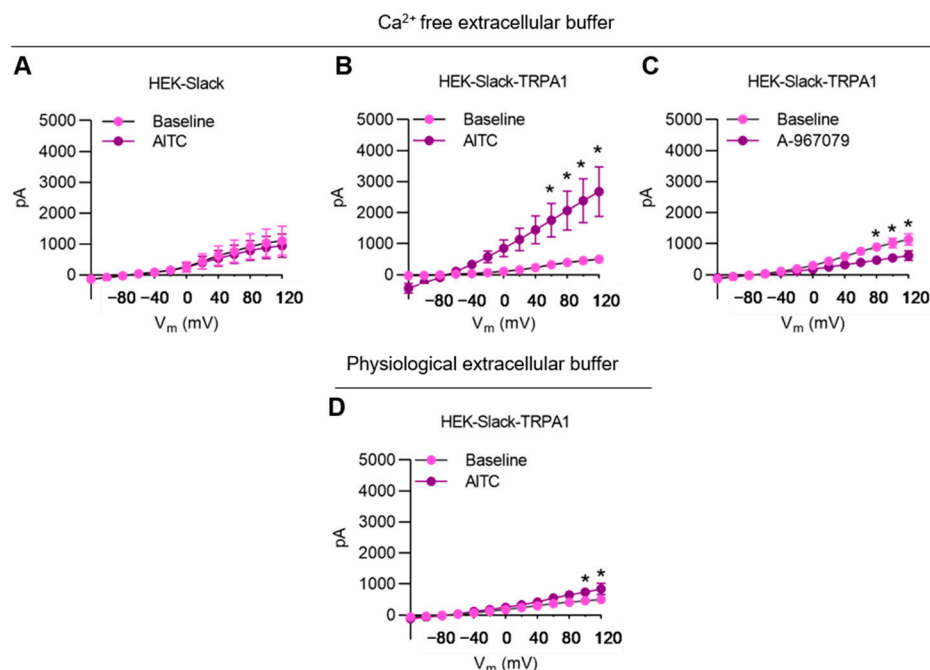 Ca²⁺ free extracellular buffer
A
HEK-Slack
Baseline
AITC
5000
4000
3000
2000
1000
0
pA
−80 −40 0 40 80 120
Vₘ (mV)
B
HEK-Slack-TRPA1
Baseline
AITC
5000
4000
3000
2000
1000
0
pA
* * * *
−80 −40 0 40 80 120
Vₘ (mV)
C
HEK-Slack-TRPA1
Baseline
A-967079
5000
4000
3000
2000
1000
0
pA
* * *
−80 −40 0 40 80 120
Vₘ (mV)
Physiological extracellular buffer
D
HEK-Slack-TRPA1
Baseline
AITC
5000
4000
3000
2000
1000
0
pA
* *
−80 −40 0 40 80 120
Vₘ (mV)